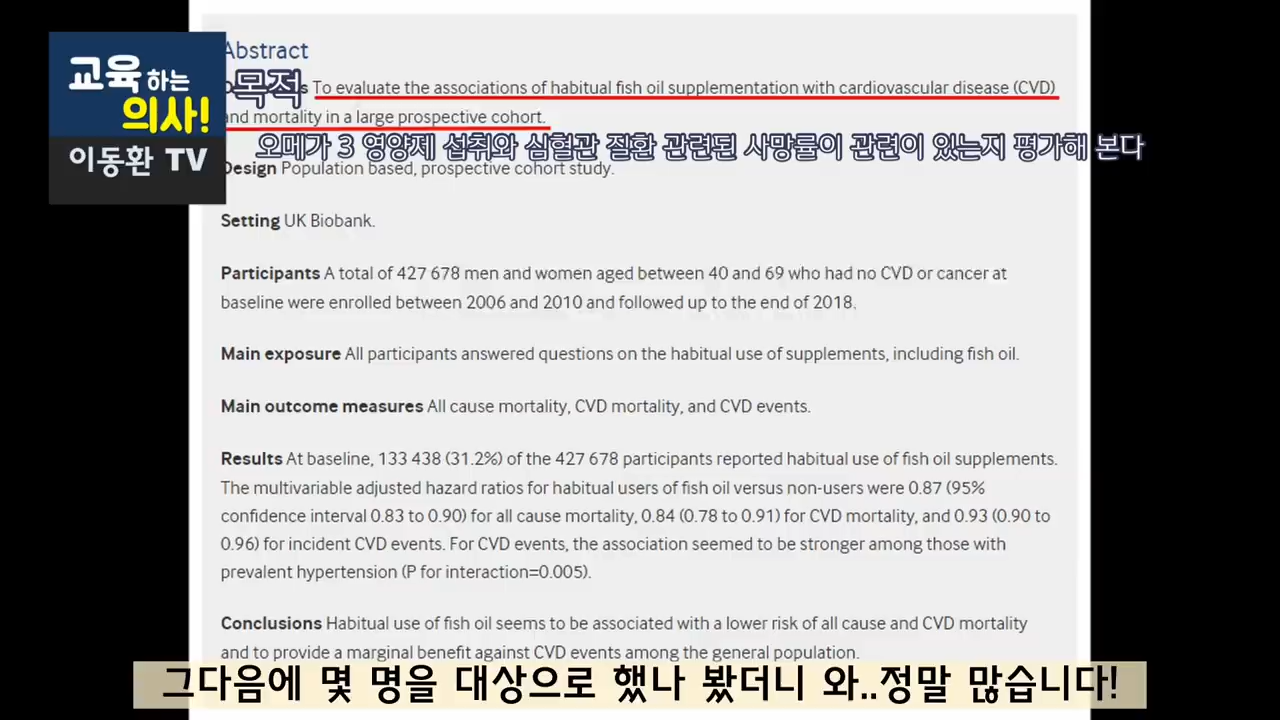 교육하는
의사!
이동환 TV
Abstract
목적 To evaluate the associations of habitual fish oil supplementation with cardiovascular disease (CVD)
and mortality in a large prospective cohort.
오메가 3 영양제 섭취와 심혈관 질환 관련된 사망률이 관련이 있는지 평가해 본다
Design Population based, prospective cohort study.
Setting UK Biobank.
Participants A total of 427 678 men and women aged between 40 and 69 who had no CVD or cancer at
baseline were enrolled between 2006 and 2010 and followed up to the end of 2018.
Main exposure All participants answered questions on the habitual use of supplements, including fish oil.
Main outcome measures All cause mortality, CVD mortality, and CVD events.
Results At baseline, 133 438 (31.2%) of the 427 678 participants reported habitual use of fish oil supplements.
The multivariable adjusted hazard ratios for habitual users of fish oil versus non-users were 0.87 (95%
confidence interval 0.83 to 0.90) for all cause mortality, 0.84 (0.78 to 0.91) for CVD mortality, and 0.93 (0.90 to
0.96) for incident CVD events. For CVD events, the association seemed to be stronger among those with
prevalent hypertension (P for interaction=0.005).
Conclusions Habitual use of fish oil seems to be associated with a lower risk of all cause and CVD mortality
and to provide a marginal benefit against CVD events among the general population.
그다음에 몇 명을 대상으로 했나 봤더니 와..정말 많습니다!